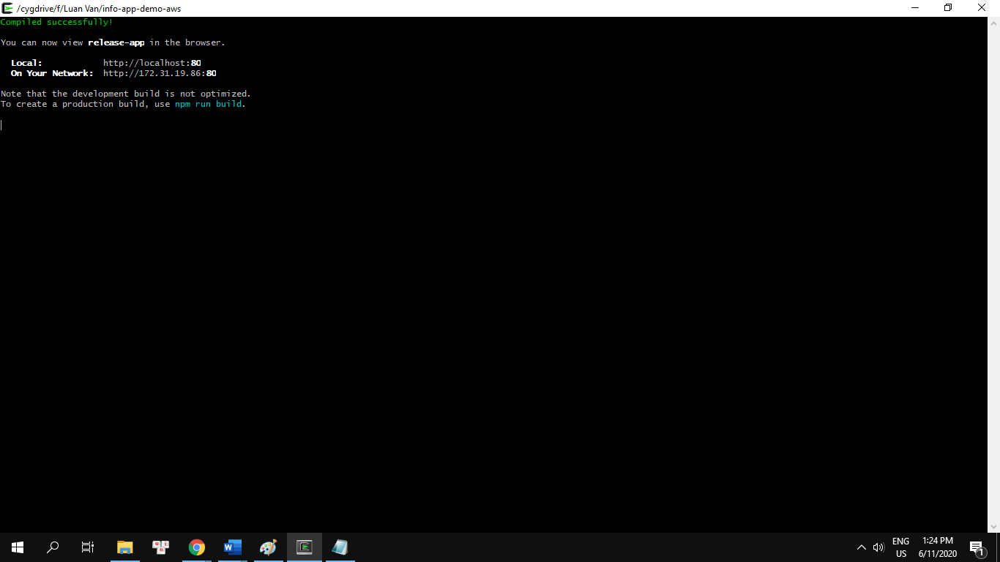 /cygdrive/f/Luan Van/info-app-demo-aws
Compiled successfully!
You can now view release-app in the browser.
Local: http://localhost:80
On Your Network: http://172.31.19.86:80
Note that the development build is not optimized.
To create a production build, use npm run build.
ENG
US
1:24 PM
6/11/2020
1